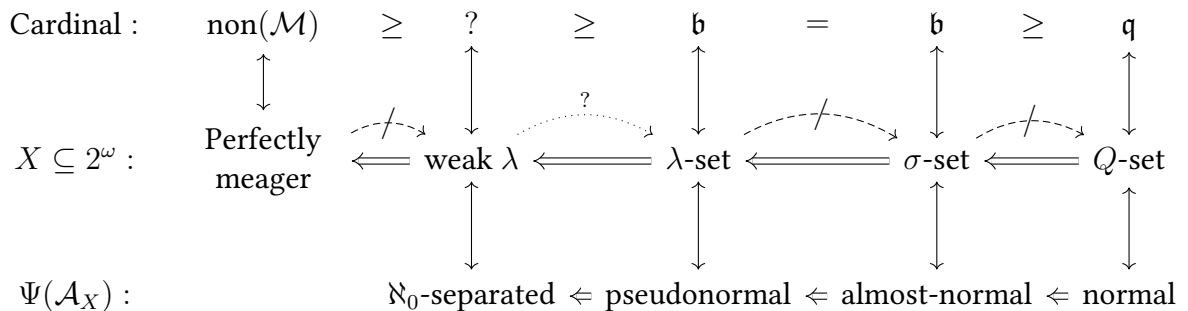 Cardinal : non(ℳ) ≥ ? ≥ 𝔟 = 𝔟 ≥ 𝔮
?
X ⊆ 2^ω : Perfectly meager ⇐ weak λ ⇐ λ-set ⇐ σ-set ⇐ Q-set
Ψ(𝒜_X) : ℵ₀-separated ⇐ pseudonormal ⇐ almost-normal ⇐ normal